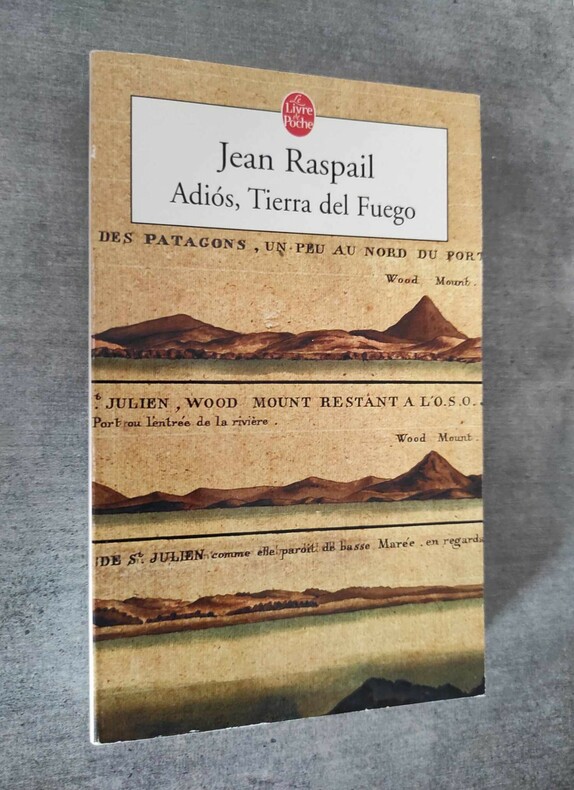 Le
Livre
de
Poche
Jean Raspail
Adiós, Tierra del Fuego
DES PATAGONS, UN PEU AU NORD DU PORT
Wood Mount.
t JULIEN, WOOD MOUNT RESTANT A L'O.S.O.
Port ou l'entrée de la rivière.
Wood Mount.
DE St. JULIEN comme elle paroit de basse Marée. en regarda